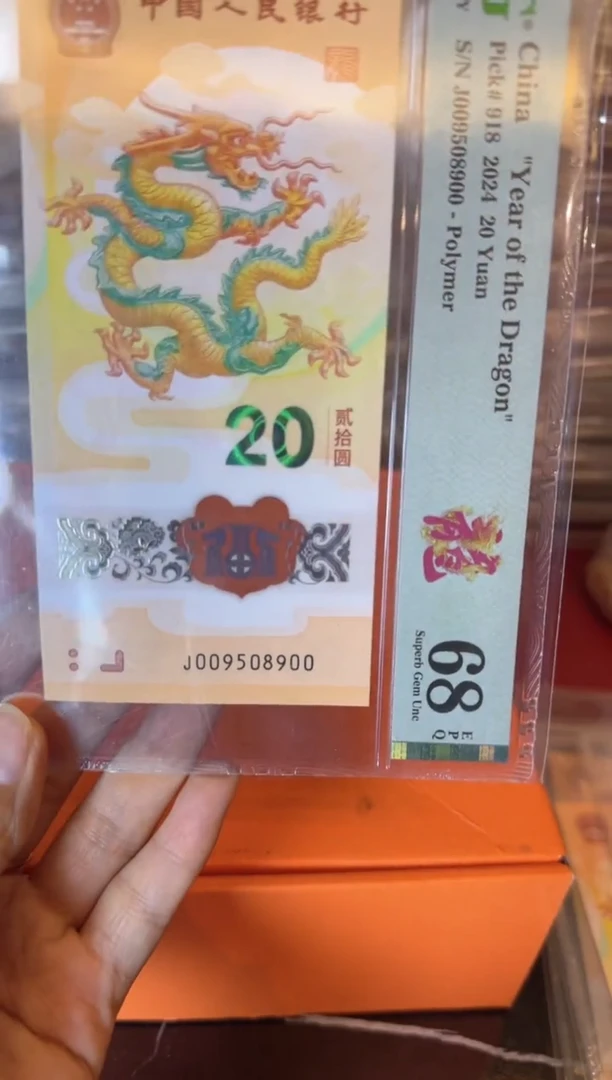 中国人民银行
20
贰拾圆
J009508900
China "Year of the Dragon"
Pick# 918 2024 20 Yuan
S/N J009508900 - Polymer
龙
68
EPQ
Superb Gem Unc